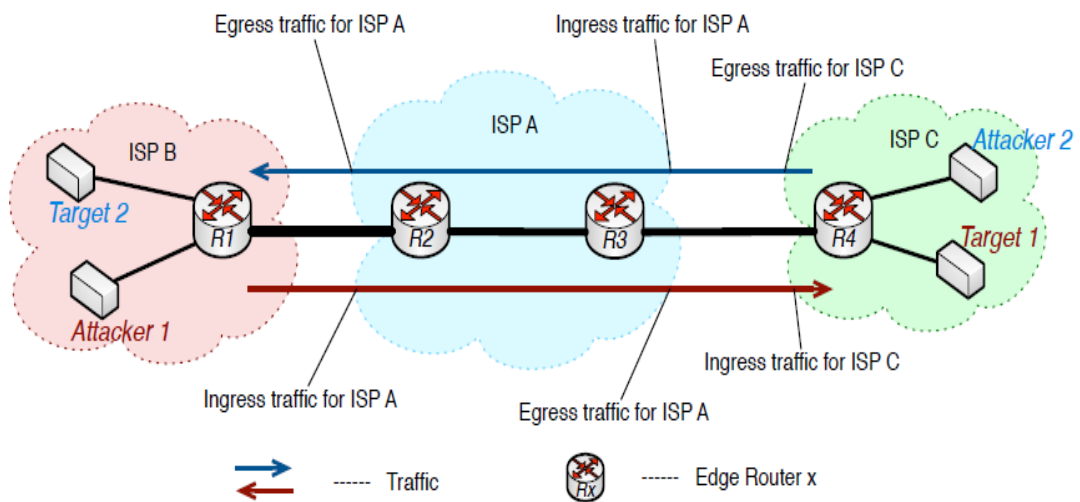 Egress traffic for ISP A
Ingress traffic for ISP A
Egress traffic for ISP C
ISP A
ISP B
ISP C
Attacker 2
Target 2
R1
R2
R3
R4
Target 1
Attacker 1
Ingress traffic for ISP C
Ingress traffic for ISP A
Egress traffic for ISP A
------ Traffic
Rx
------ Edge Router x